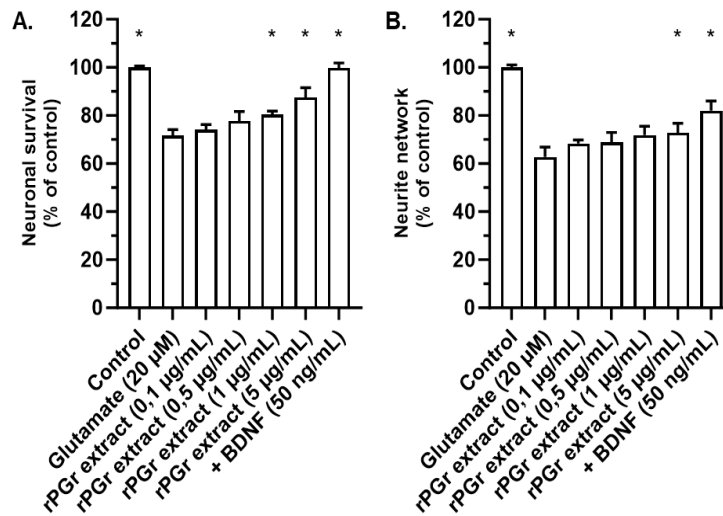 A.
* * * *
Neuronal survival
(% of control)
120
100
80
60
40
20
0
Control
Glutamate (20 µM)
rPGr extract (0,1 µg/mL)
rPGr extract (0,5 µg/mL)
rPGr extract (1 µg/mL)
rPGr extract (5 µg/mL)
+ BDNF (50 ng/mL)
B.
* * *
Neurite network
(% of control)
120
100
80
60
40
20
0
Control
Glutamate (20 µM)
rPGr extract (0,1 µg/mL)
rPGr extract (0,5 µg/mL)
rPGr extract (1 µg/mL)
rPGr extract (5 µg/mL)
+ BDNF (50 ng/mL)